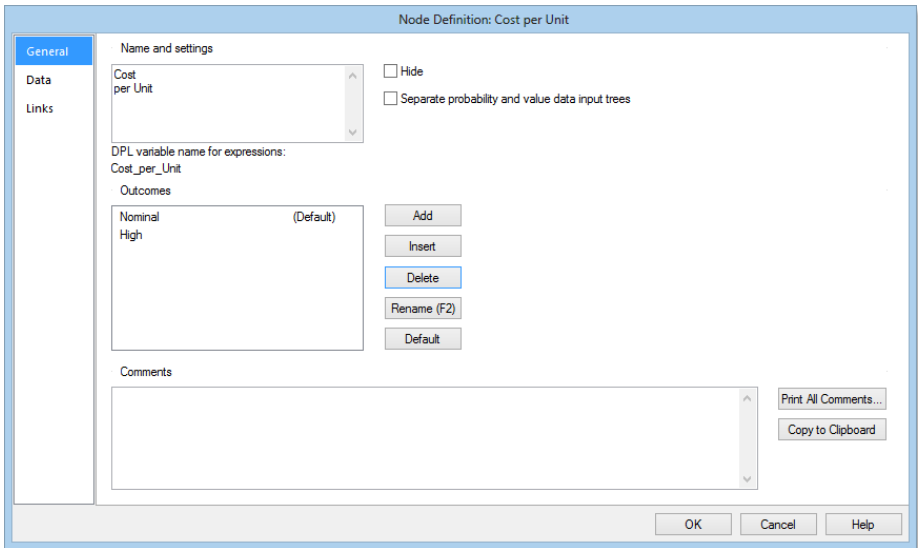 Node Definition: Cost per Unit
General
Data
Links
Name and settings
Cost
per Unit
Hide
Separate probability and value data input trees
DPL variable name for expressions:
Cost_per_Unit
Outcomes
Nominal (Default)
High
Add
Insert
Delete
Rename (F2)
Default
Comments
Print All Comments...
Copy to Clipboard
OK Cancel Help